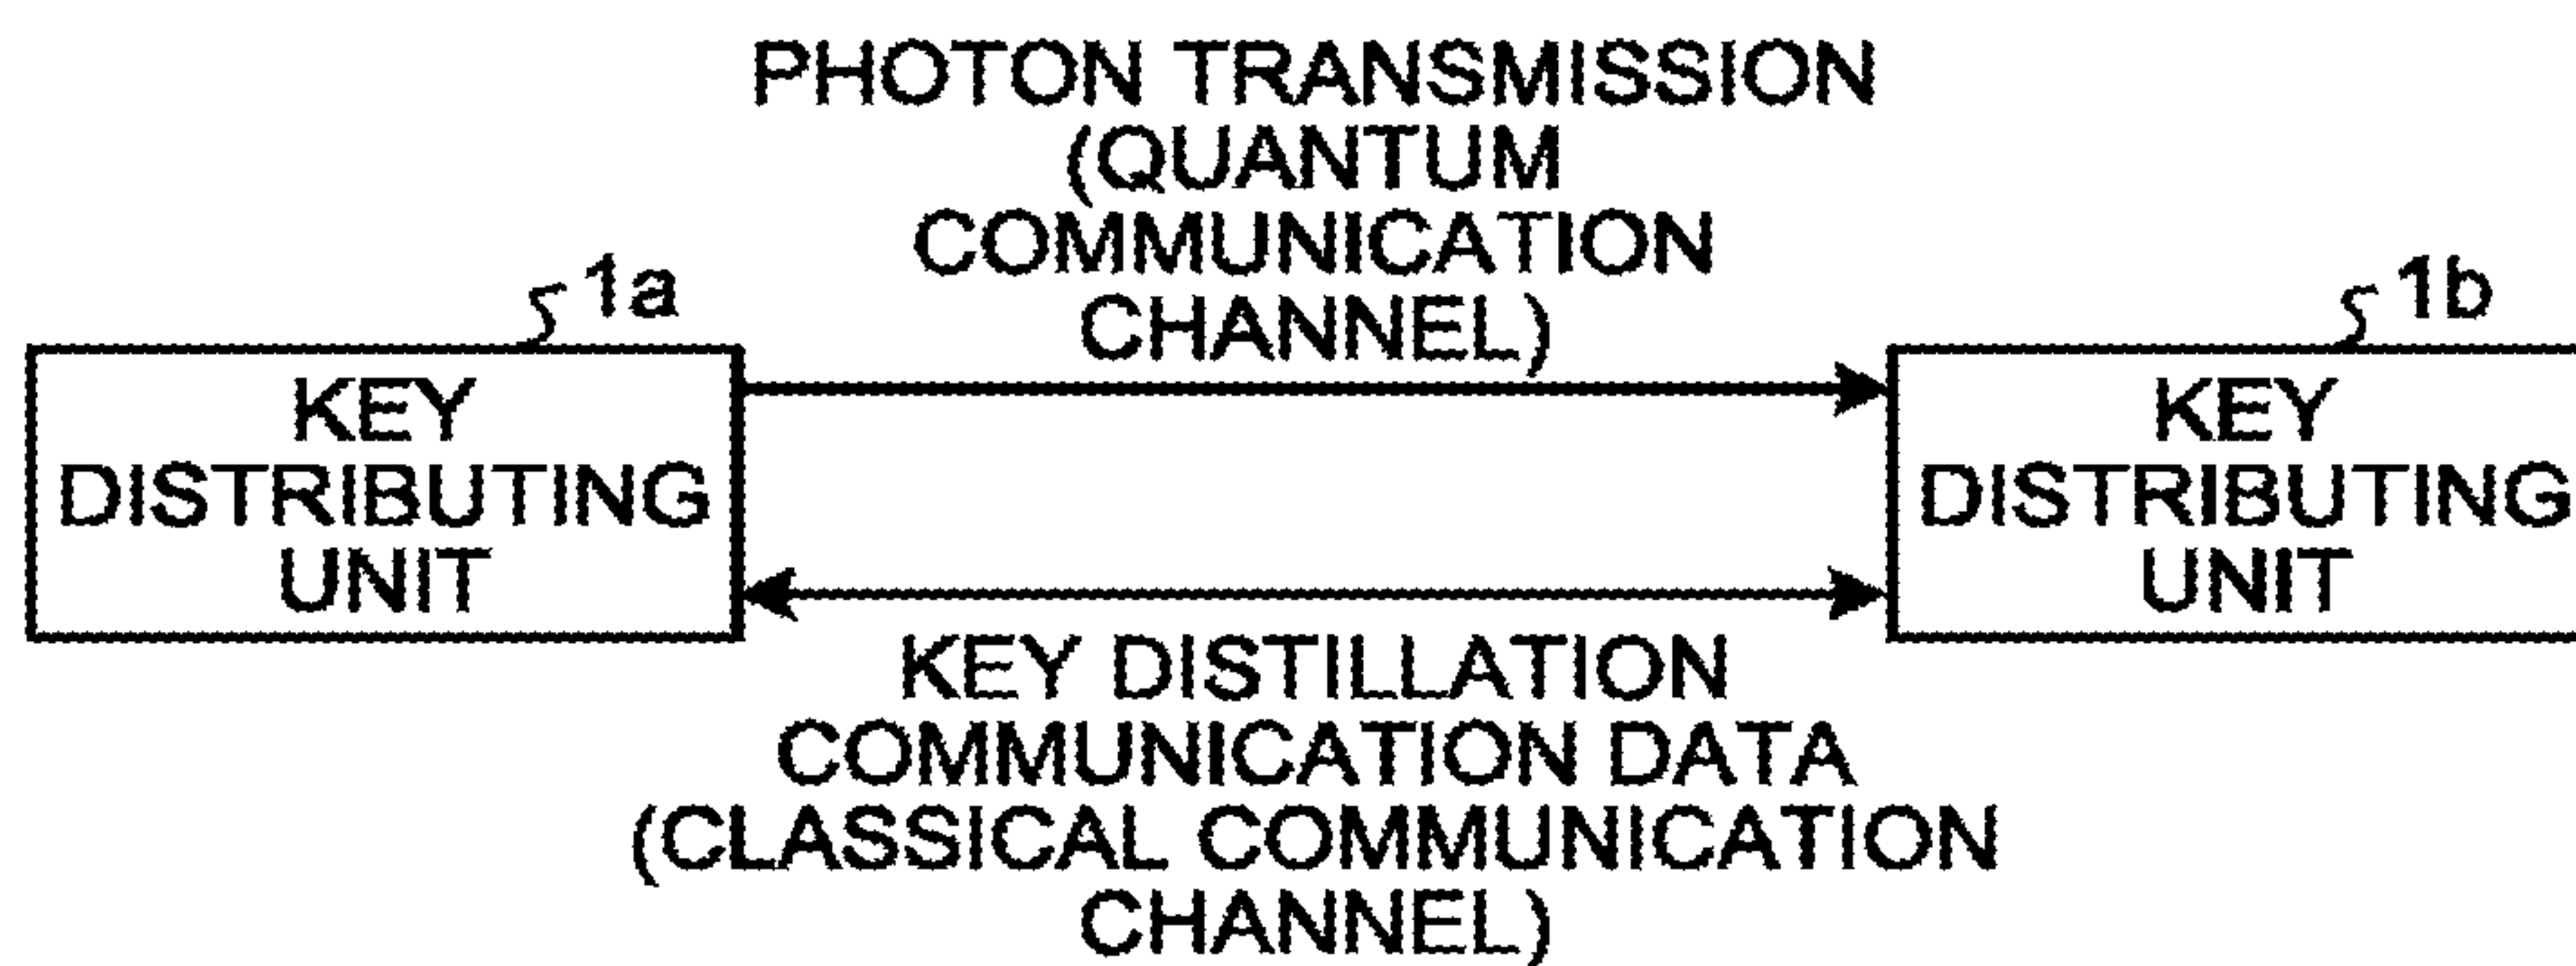 PHOTON TRANSMISSION
(QUANTUM
COMMUNICATION
CHANNEL)
1a
1b
KEY
DISTRIBUTING
UNIT
KEY
DISTRIBUTING
UNIT
KEY DISTILLATION
COMMUNICATION DATA
(CLASSICAL COMMUNICATION
CHANNEL)